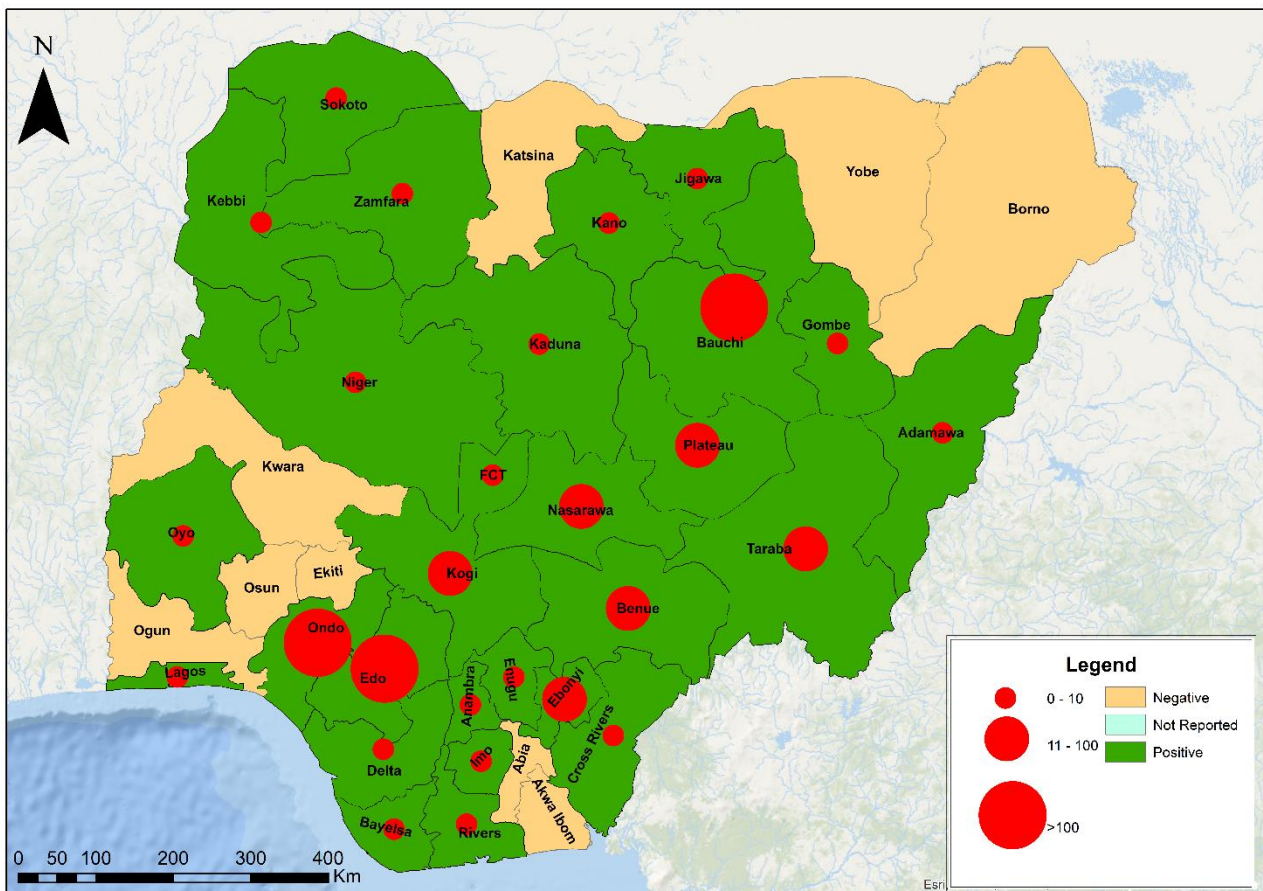 N
Sokoto
Katsina
Jigawa
Yobe
Kebbi
Zamfara
Kano
Borno
Gombe
Kaduna
Bauchi
Niger
Adamawa
Plateau
Kwara
FCT
Nasarawa
Oyo
Taraba
Ekiti
Kogi
Osun
Benue
Ogun
Ondo
Edo
Lagos
Anambra
Enugu
Ebonyi
Cross Rivers
Imo
Abia
Delta
Akwa Ibom
Bayelsa
Rivers
Legend
0 - 10
Negative
11 - 100
Not Reported
Positive
>100
0 50 100 200 300 400
Km
Esri